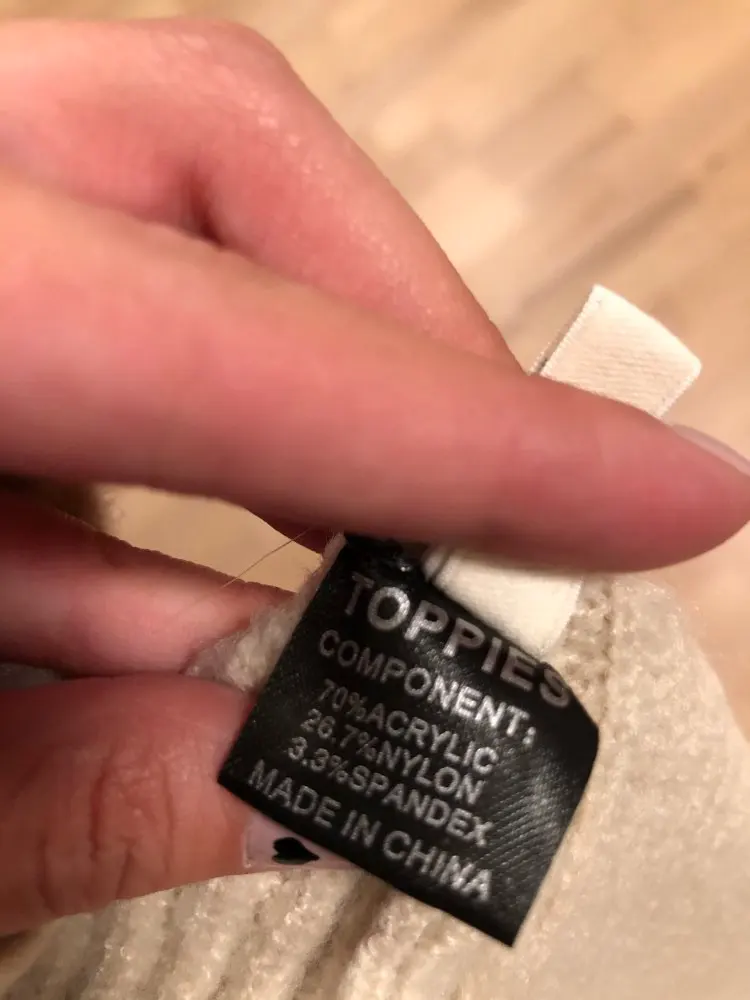 TOPPIES
COMPONENT:
70%ACRYLIC
26.7%NYLON
3.3%SPANDEX
MADE IN CHINA